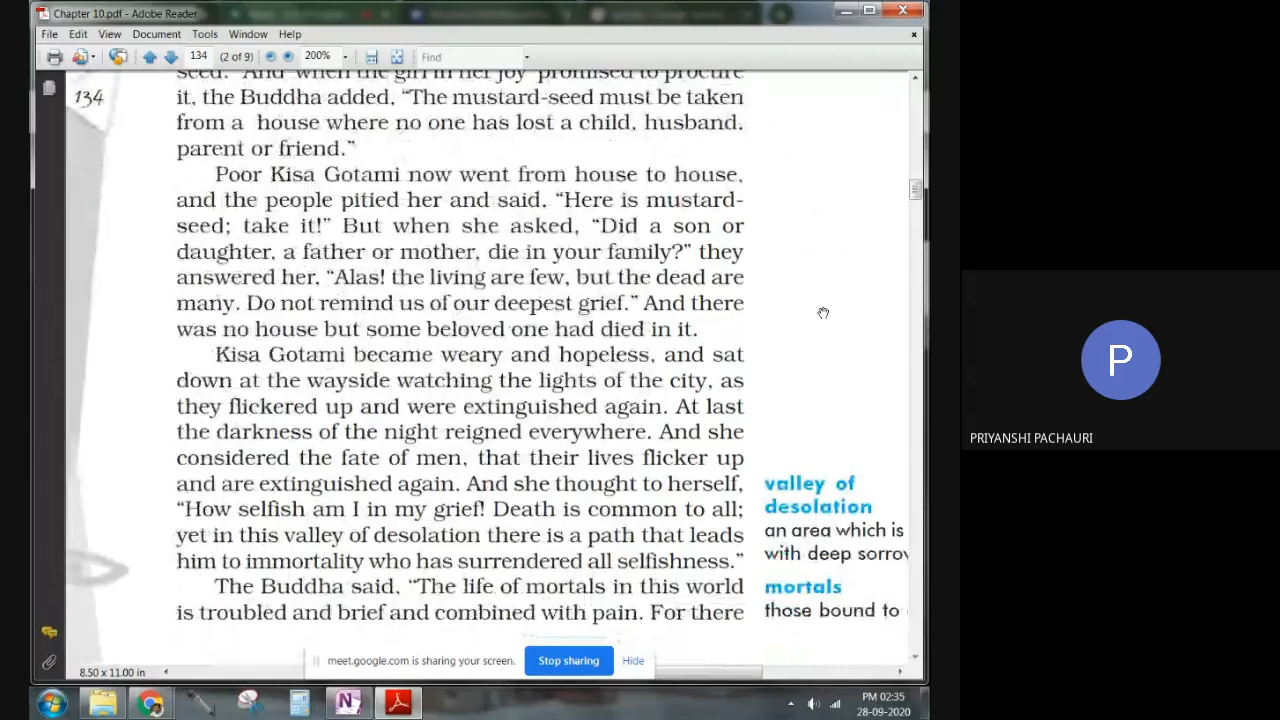 Chapter 10.pdf - Adobe Reader
File Edit View Document Tools Window Help
134 (2 of 9) 200% Find
134
seed. And when the girl in her joy promised to procure
it, the Buddha added, “The mustard-seed must be taken
from a house where no one has lost a child, husband,
parent or friend.”
Poor Kisa Gotami now went from house to house,
and the people pitied her and said, “Here is mustard-
seed; take it!” But when she asked, “Did a son or
daughter, a father or mother, die in your family?” they
answered her, “Alas! the living are few, but the dead are
many. Do not remind us of our deepest grief.” And there
was no house but some beloved one had died in it.
Kisa Gotami became weary and hopeless, and sat
down at the wayside watching the lights of the city, as
they flickered up and were extinguished again. At last
the darkness of the night reigned everywhere. And she
considered the fate of men, that their lives flicker up
and are extinguished again. And she thought to herself,
“How selfish am I in my grief! Death is common to all;
yet in this valley of desolation there is a path that leads
him to immortality who has surrendered all selfishness.”
The Buddha said, “The life of mortals in this world
is troubled and brief and combined with pain. For there
valley of
desolation
an area which is
with deep sorrow
mortals
those bound to
PRIYANSHI PACHAURI
P
meet.google.com is sharing your screen. Stop sharing Hide
8.50 x 11.00 in
PM 02:35
28-09-2020